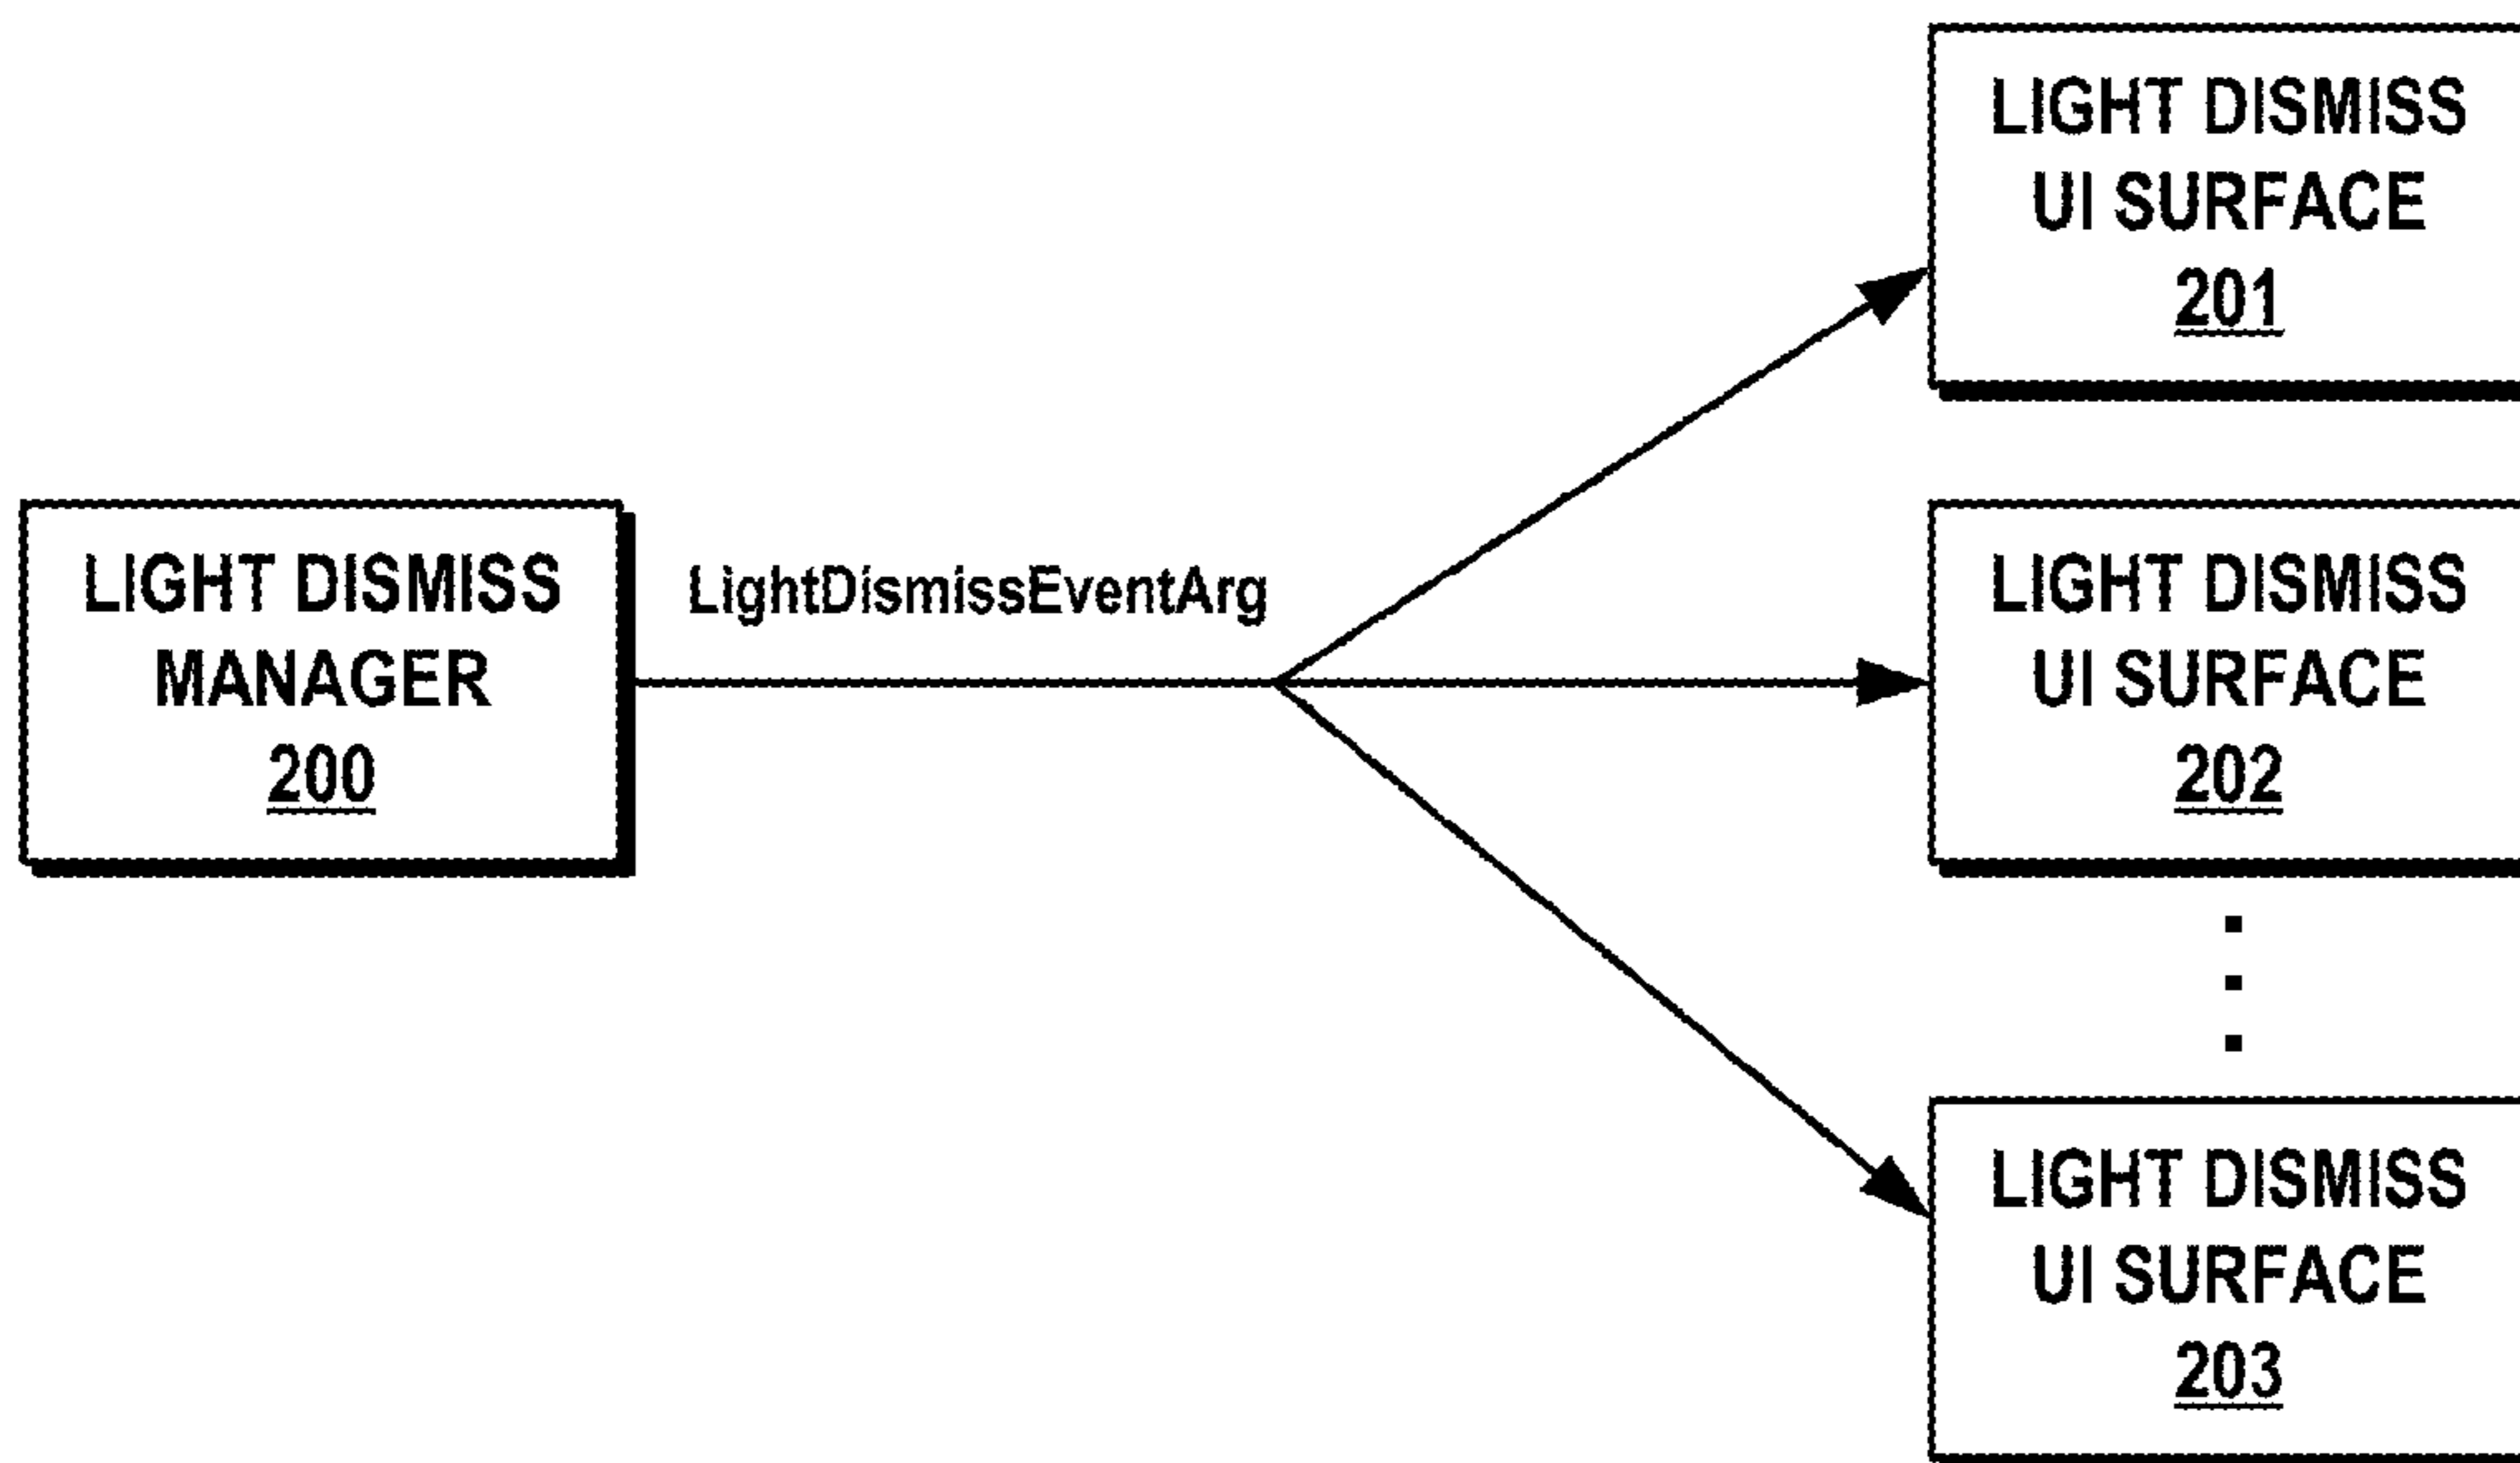 LIGHT DISMISS
UI SURFACE
201
LIGHT DISMISS
MANAGER
200
LightDismissEventArg
LIGHT DISMISS
UI SURFACE
202
LIGHT DISMISS
UI SURFACE
203